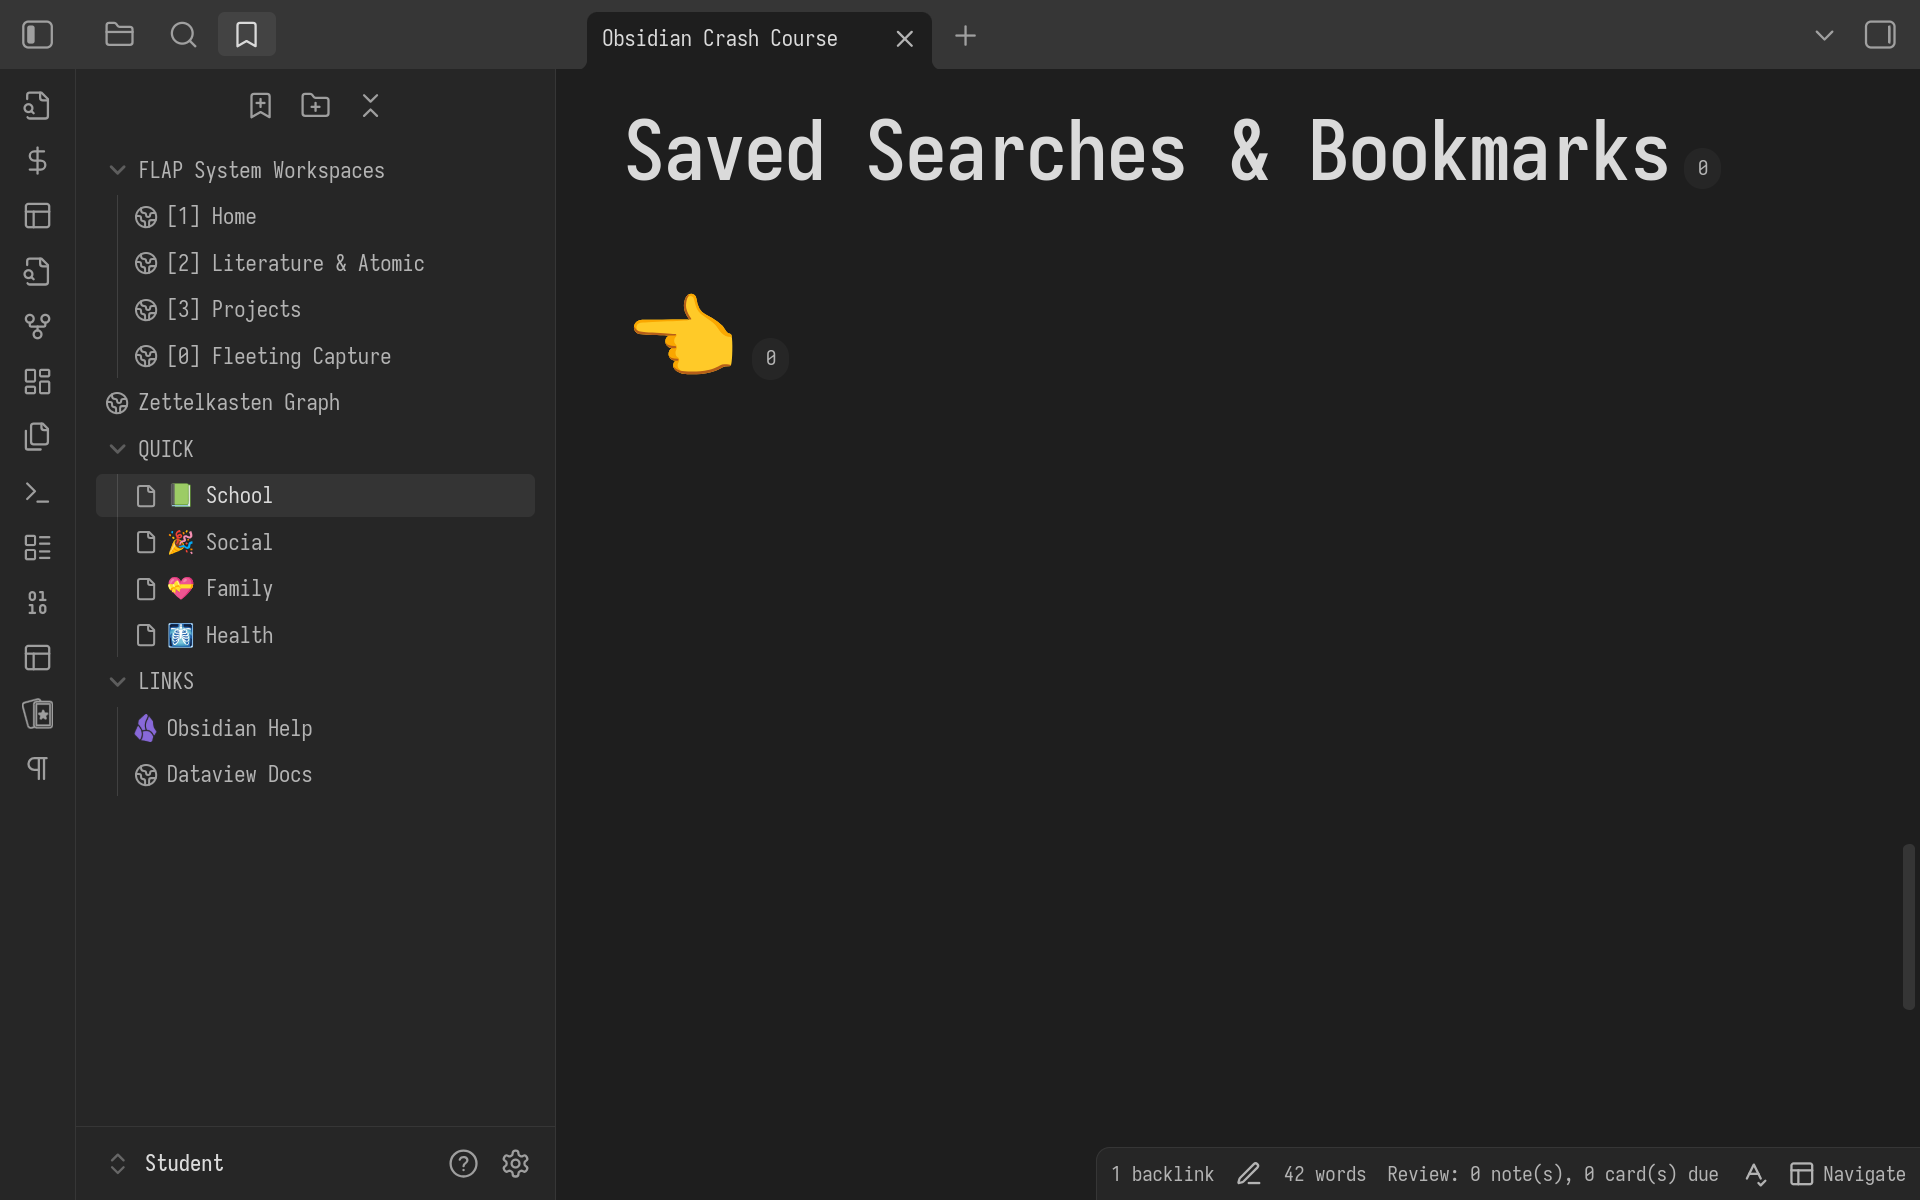 Obsidian Crash Course
FLAP System Workspaces
[1] Home
[2] Literature & Atomic
[3] Projects
[0] Fleeting Capture
Zettelkasten Graph
QUICK
School
Social
Family
Health
LINKS
Obsidian Help
Dataview Docs
Student
Saved Searches & Bookmarks 0
0
1 backlink 42 words Review: 0 note(s), 0 card(s) due Navigate